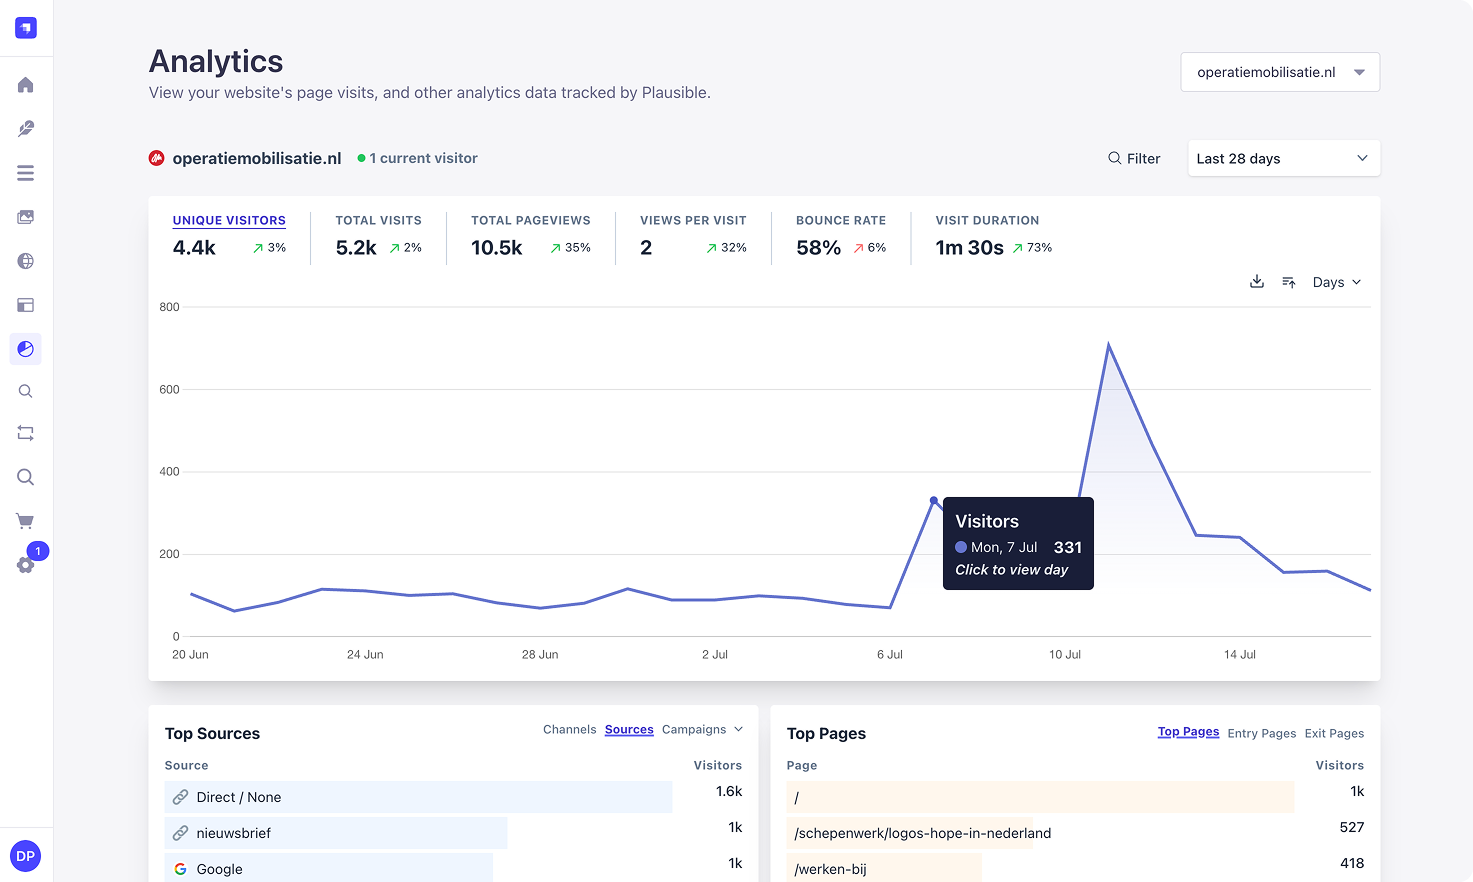 Analytics
View your website's page visits, and other analytics data tracked by Plausible.
operatiemobilisatie.nl
operatiemobilisatie.nl 1 current visitor
Filter
Last 28 days
UNIQUE VISITORS
4.4k 3%
TOTAL VISITS
5.2k 2%
TOTAL PAGEVIEWS
10.5k 35%
VIEWS PER VISIT
2 32%
BOUNCE RATE
58% 6%
VISIT DURATION
1m 30s 73%
Days
800
600
400
200
0
Visitors
Mon, 7 Jul 331
Click to view day
20 Jun 24 Jun 28 Jun 2 Jul 6 Jul 10 Jul 14 Jul
1
DP
Top Sources
Channels Sources Campaigns
Source Visitors
Direct / None 1.6k
nieuwsbrief 1k
Google 1k
Top Pages
Top Pages Entry Pages Exit Pages
Page Visitors
/ 1k
/schepenwerk/logos-hope-in-nederland 527
/werken-bij 418